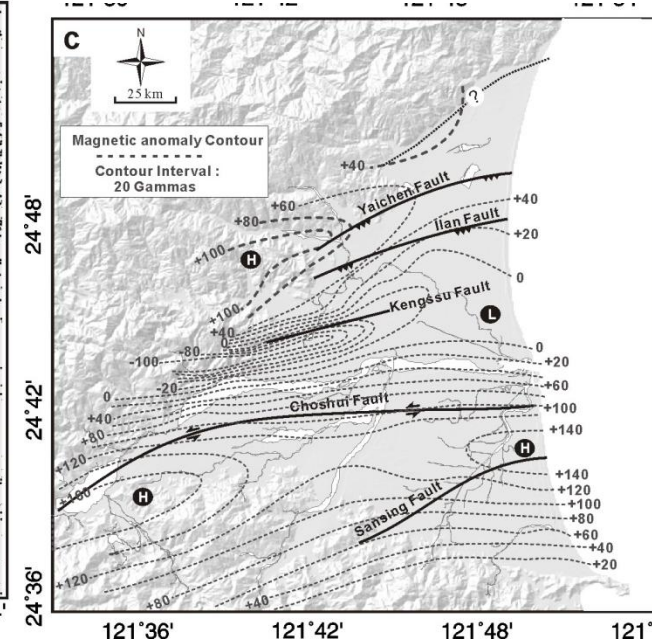 121°42'
C
N
25 km
Magnetic anomaly Contour
Contour Interval :
20 Gammas
?
+40
+60
Yaichen Fault
+80
+40
Ilan Fault
+20
24°48'
+100
H
0
Kengssu Fault
+100
L
+40
0
-80
-100
0
+20
-20
0
+60
Choshui Fault
+40
+100
24°42'
+80
+140
+120
H
H
+140
+120
Sansing Fault
+100
+80
+60
+40
+120
+20
+80
+40
24°36'
121°36'
121°42'
121°48'
121°